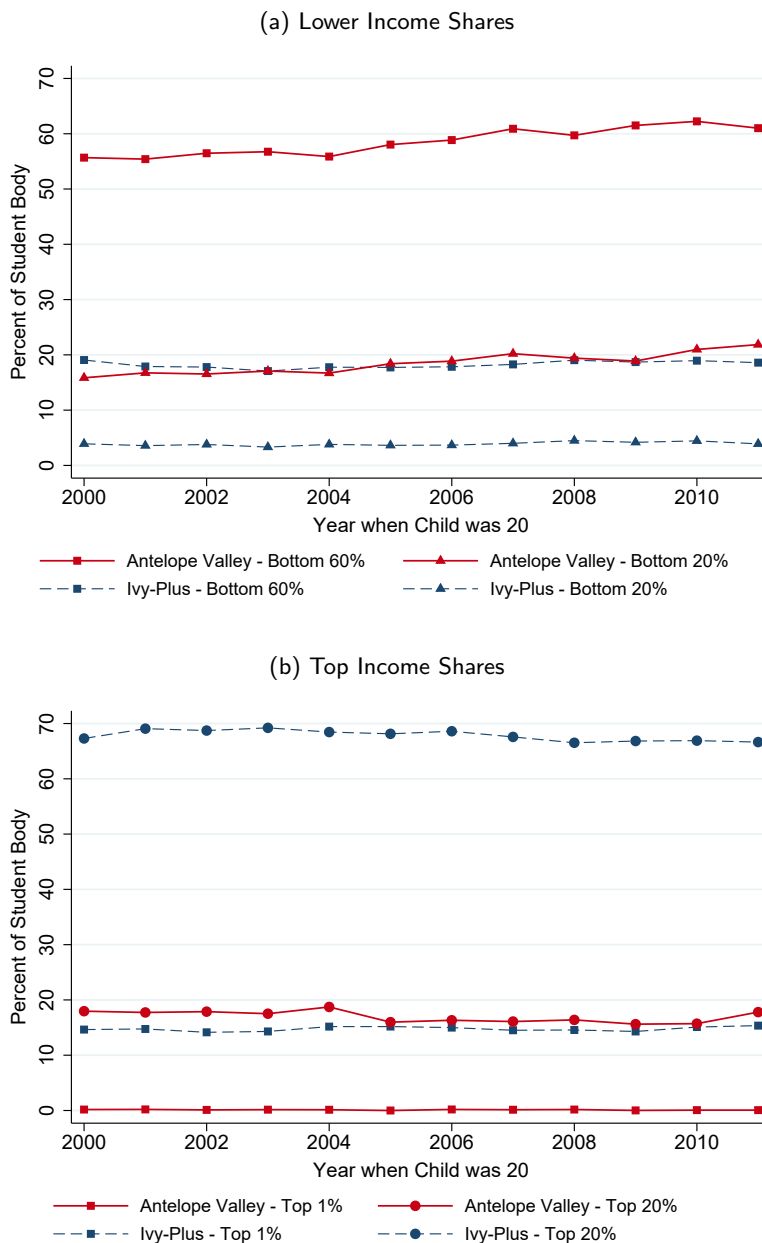 (a) Lower Income Shares
70
60
50
40
30
20
10
0
Percent of Student Body
2000 2002 2004 2006 2008 2010
Year when Child was 20
Antelope Valley - Bottom 60% Antelope Valley - Bottom 20%
Ivy-Plus - Bottom 60% Ivy-Plus - Bottom 20%
(b) Top Income Shares
70
60
50
40
30
20
10
0
Percent of Student Body
2000 2002 2004 2006 2008 2010
Year when Child was 20
Antelope Valley - Top 1% Antelope Valley - Top 20%
Ivy-Plus - Top 1% Ivy-Plus - Top 20%